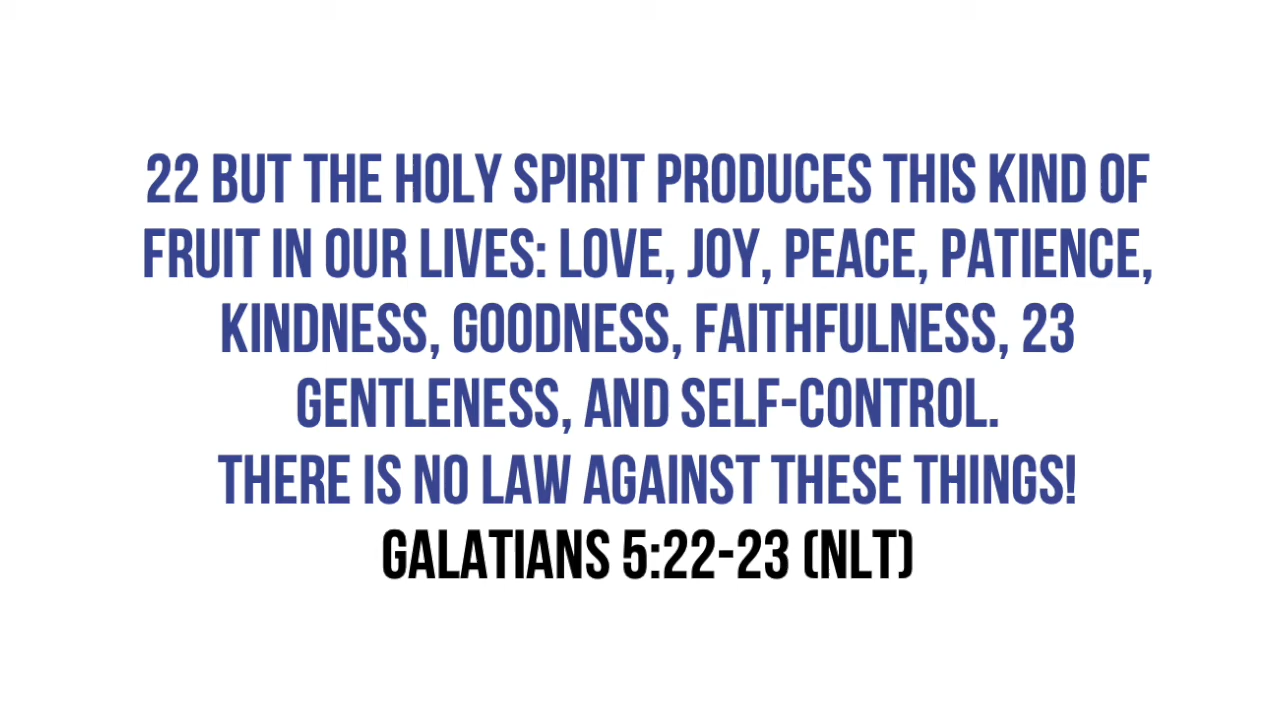 22 BUT THE HOLY SPIRIT PRODUCES THIS KIND OF
FRUIT IN OUR LIVES: LOVE, JOY, PEACE, PATIENCE,
KINDNESS, GOODNESS, FAITHFULNESS, 23
GENTLENESS, AND SELF-CONTROL.
THERE IS NO LAW AGAINST THESE THINGS!
GALATIANS 5:22-23 (NLT)